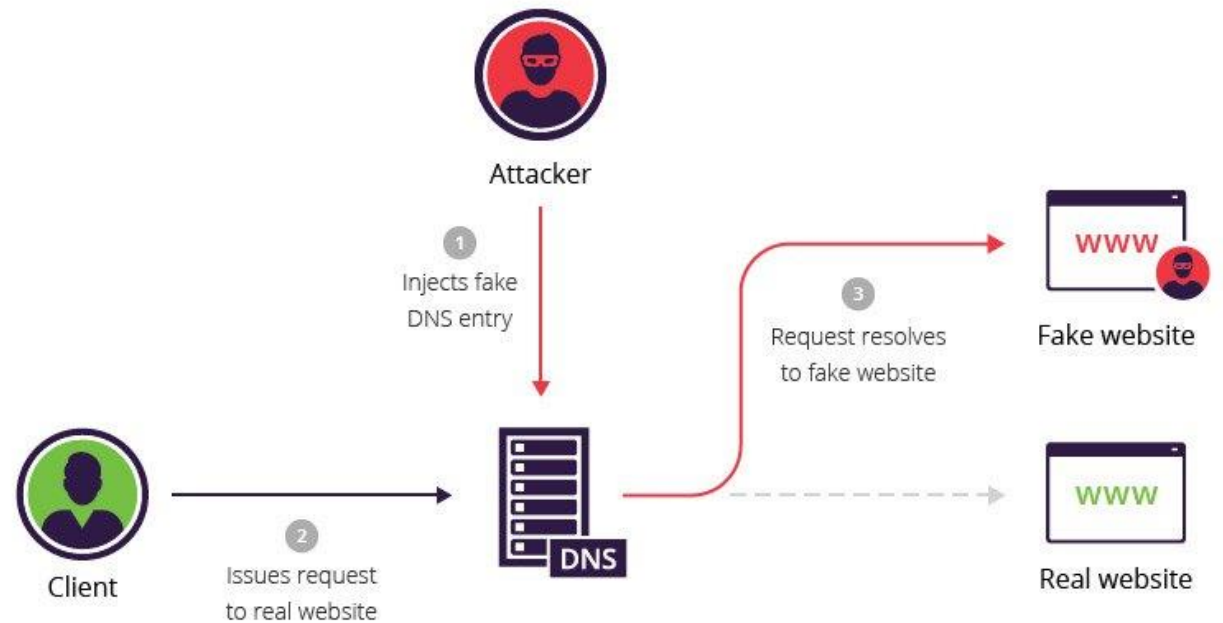 Attacker
1
Injects fake
DNS entry
www
Fake website
3
Request resolves
to fake website
DNS
Client
2
Issues request
to real website
www
Real website